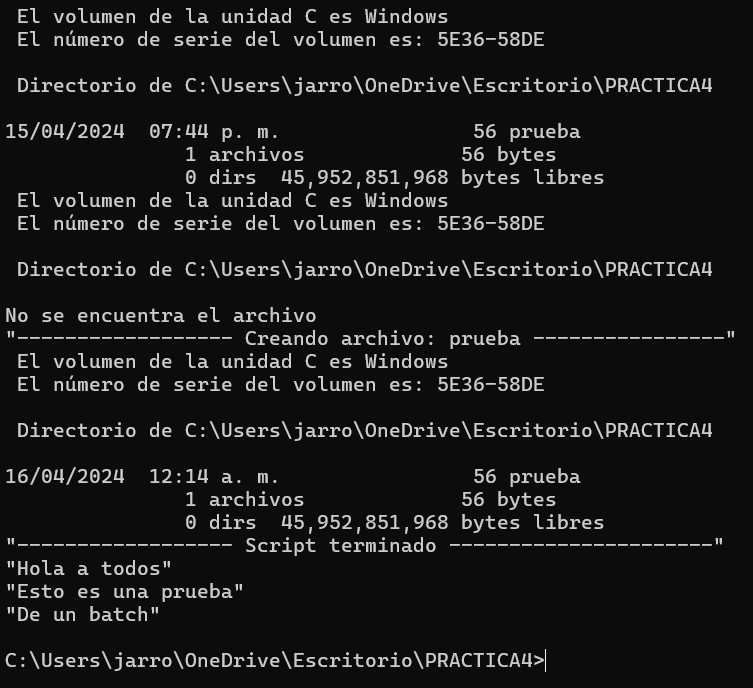 El volumen de la unidad C es Windows
El número de serie del volumen es: 5E36-58DE
Directorio de C:\Users\jarro\OneDrive\Escritorio\PRACTICA4
15/04/2024  07:44 p. m.                56 prueba
1 archivos             56 bytes
0 dirs  45,952,851,968 bytes libres
El volumen de la unidad C es Windows
El número de serie del volumen es: 5E36-58DE
Directorio de C:\Users\jarro\OneDrive\Escritorio\PRACTICA4
No se encuentra el archivo
"------------------ Creando archivo: prueba ----------------"
El volumen de la unidad C es Windows
El número de serie del volumen es: 5E36-58DE
Directorio de C:\Users\jarro\OneDrive\Escritorio\PRACTICA4
16/04/2024  12:14 a. m.                56 prueba
1 archivos             56 bytes
0 dirs  45,952,851,968 bytes libres
"------------------ Script terminado ----------------------"
"Hola a todos"
"Esto es una prueba"
"De un batch"
C:\Users\jarro\OneDrive\Escritorio\PRACTICA4>